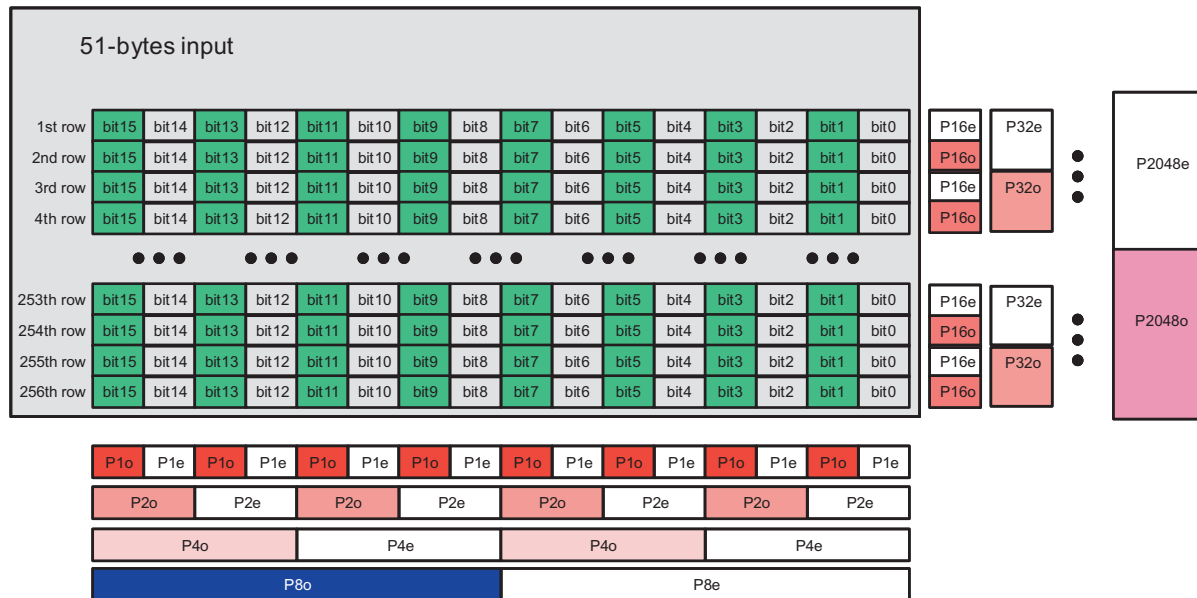 51-bytes input
1st row bit15 bit14 bit13 bit12 bit11 bit10 bit9 bit8 bit7 bit6 bit5 bit4 bit3 bit2 bit1 bit0 P16e P32e
2nd row bit15 bit14 bit13 bit12 bit11 bit10 bit9 bit8 bit7 bit6 bit5 bit4 bit3 bit2 bit1 bit0 P16o P2048e
3rd row bit15 bit14 bit13 bit12 bit11 bit10 bit9 bit8 bit7 bit6 bit5 bit4 bit3 bit2 bit1 bit0 P16e P32o
4th row bit15 bit14 bit13 bit12 bit11 bit10 bit9 bit8 bit7 bit6 bit5 bit4 bit3 bit2 bit1 bit0 P16o
253th row bit15 bit14 bit13 bit12 bit11 bit10 bit9 bit8 bit7 bit6 bit5 bit4 bit3 bit2 bit1 bit0 P16e P32e
254th row bit15 bit14 bit13 bit12 bit11 bit10 bit9 bit8 bit7 bit6 bit5 bit4 bit3 bit2 bit1 bit0 P16o P2048o
255th row bit15 bit14 bit13 bit12 bit11 bit10 bit9 bit8 bit7 bit6 bit5 bit4 bit3 bit2 bit1 bit0 P16e P32o
256th row bit15 bit14 bit13 bit12 bit11 bit10 bit9 bit8 bit7 bit6 bit5 bit4 bit3 bit2 bit1 bit0 P16o
P1o P1e P1o P1e P1o P1e P1o P1e P1o P1e P1o P1e P1o P1e P1o P1e
P2o P2e P2o P2e P2o P2e P2o P2e
P4o P4e P4o P4e
P8o P8e